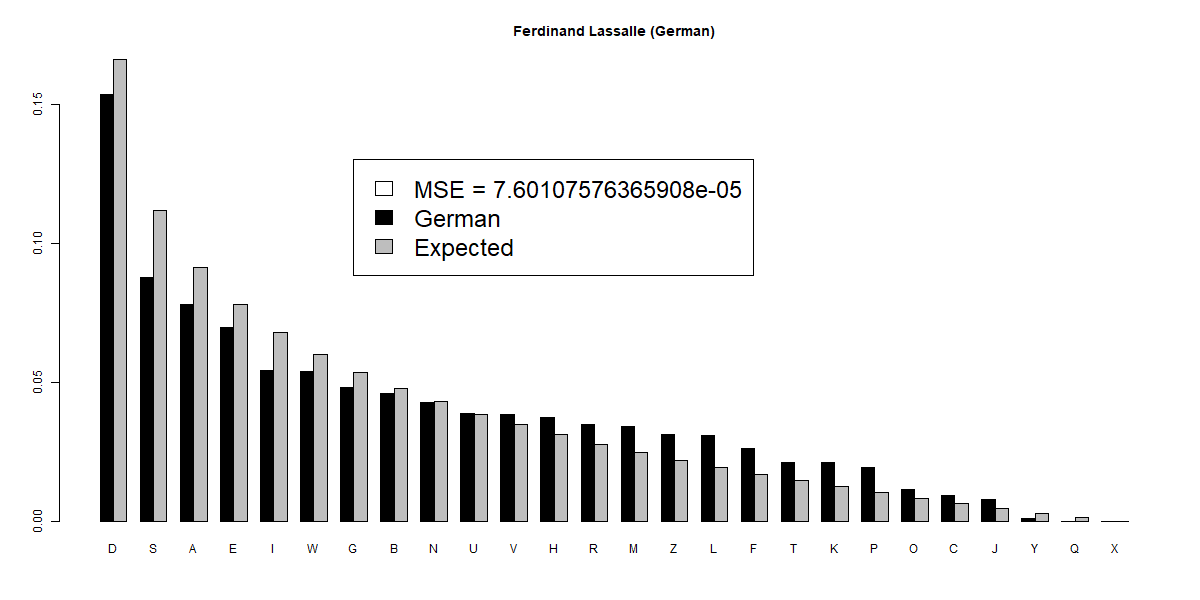 Ferdinand Lassalle (German)
0.15
0.10
0.05
0.00
MSE = 7.60107576365908e-05
German
Expected
D S A E I W G B N U V H R M Z L F T K P O C J Y Q X